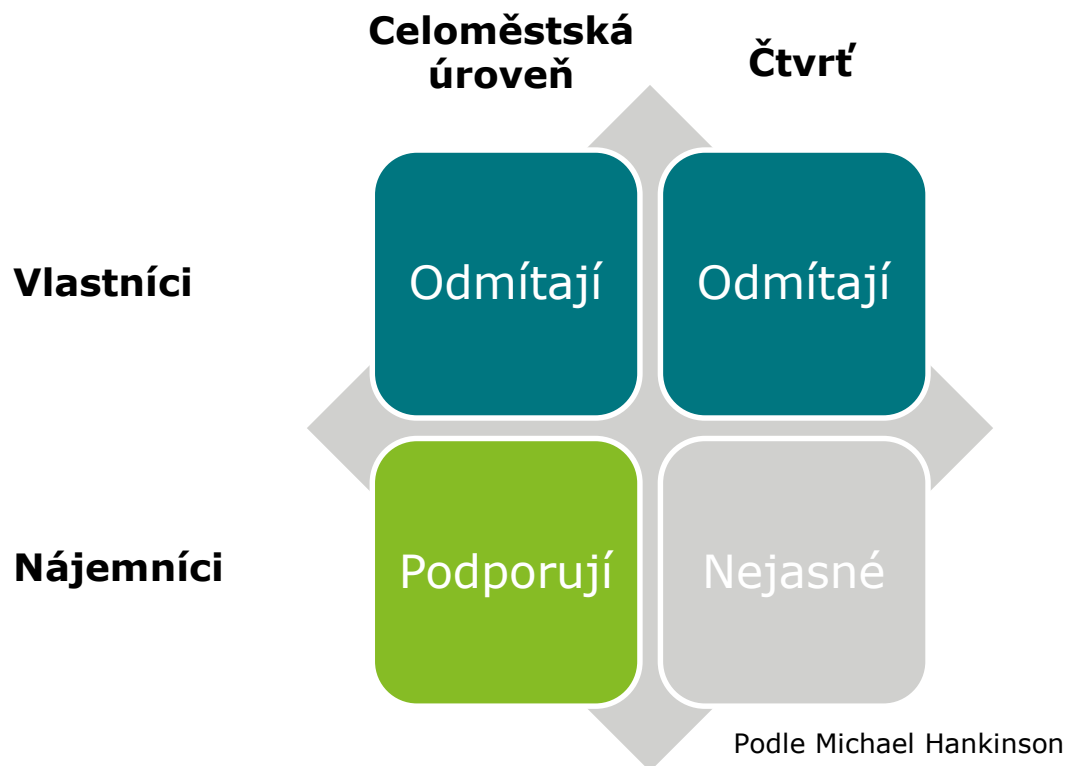 Celoměstská
úroveň
Čtvrť
Vlastníci
Odmítají
Odmítají
Nájemníci
Podporují
Nejasné
Podle Michael Hankinson